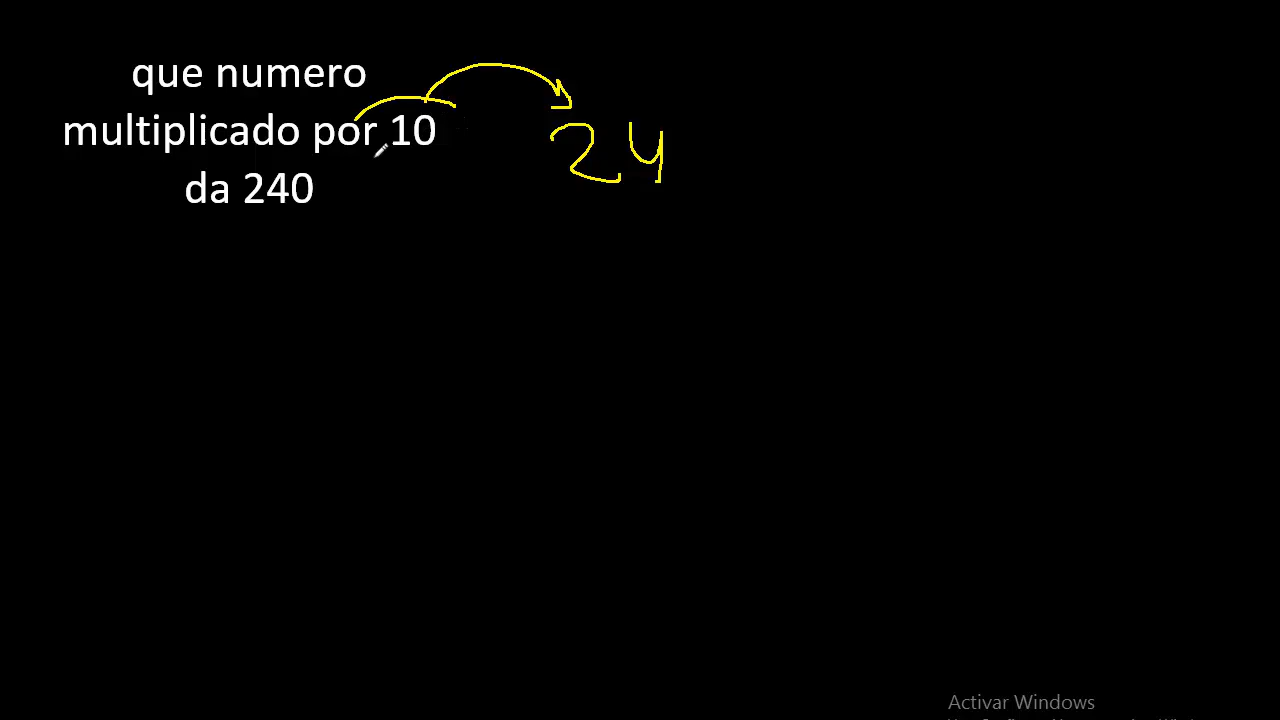 que numero
multiplicado por 10
da 240
24
Activar Windows